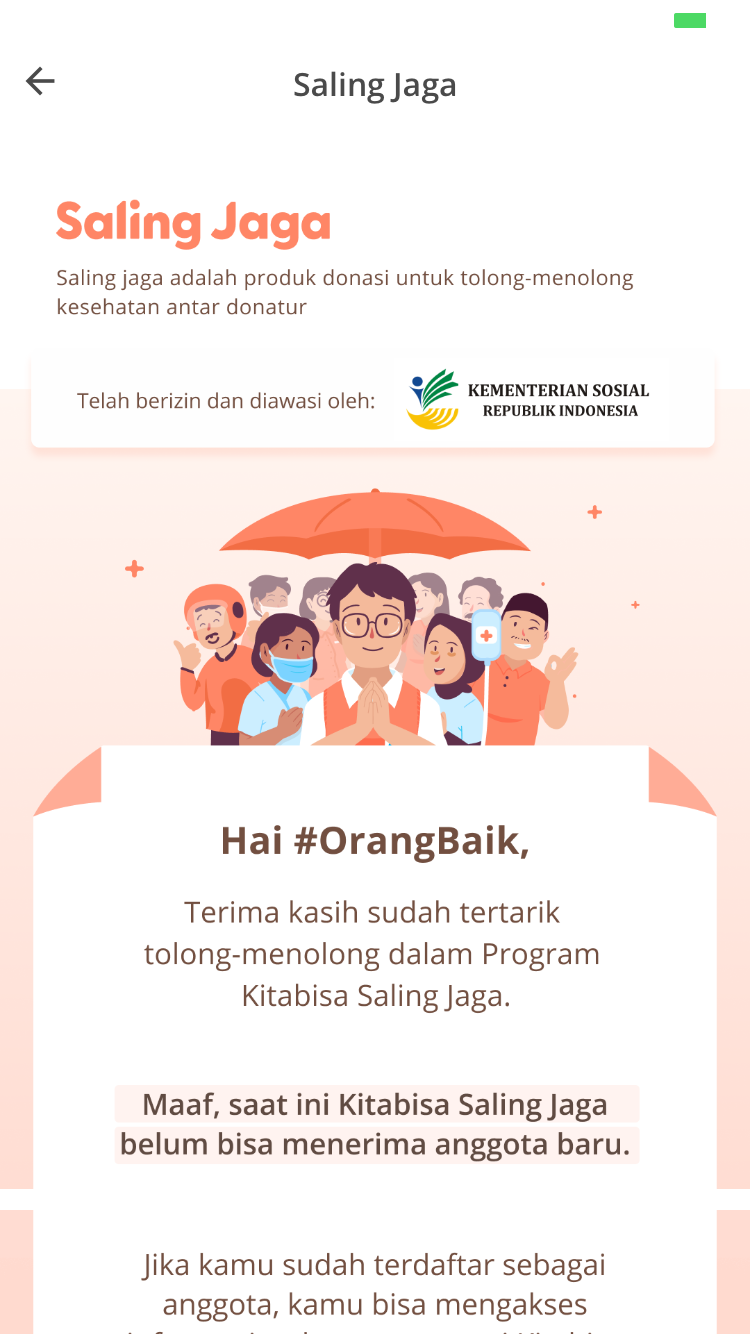 Saling Jaga
Saling Jaga
Saling jaga adalah produk donasi untuk tolong-menolong
kesehatan antar donatur
Telah berizin dan diawasi oleh:
KEMENTERIAN SOSIAL
REPUBLIK INDONESIA
Hai #OrangBaik,
Terima kasih sudah tertarik
tolong-menolong dalam Program
Kitabisa Saling Jaga.
Maaf, saat ini Kitabisa Saling Jaga
belum bisa menerima anggota baru.
Jika kamu sudah terdaftar sebagai
anggota, kamu bisa mengakses